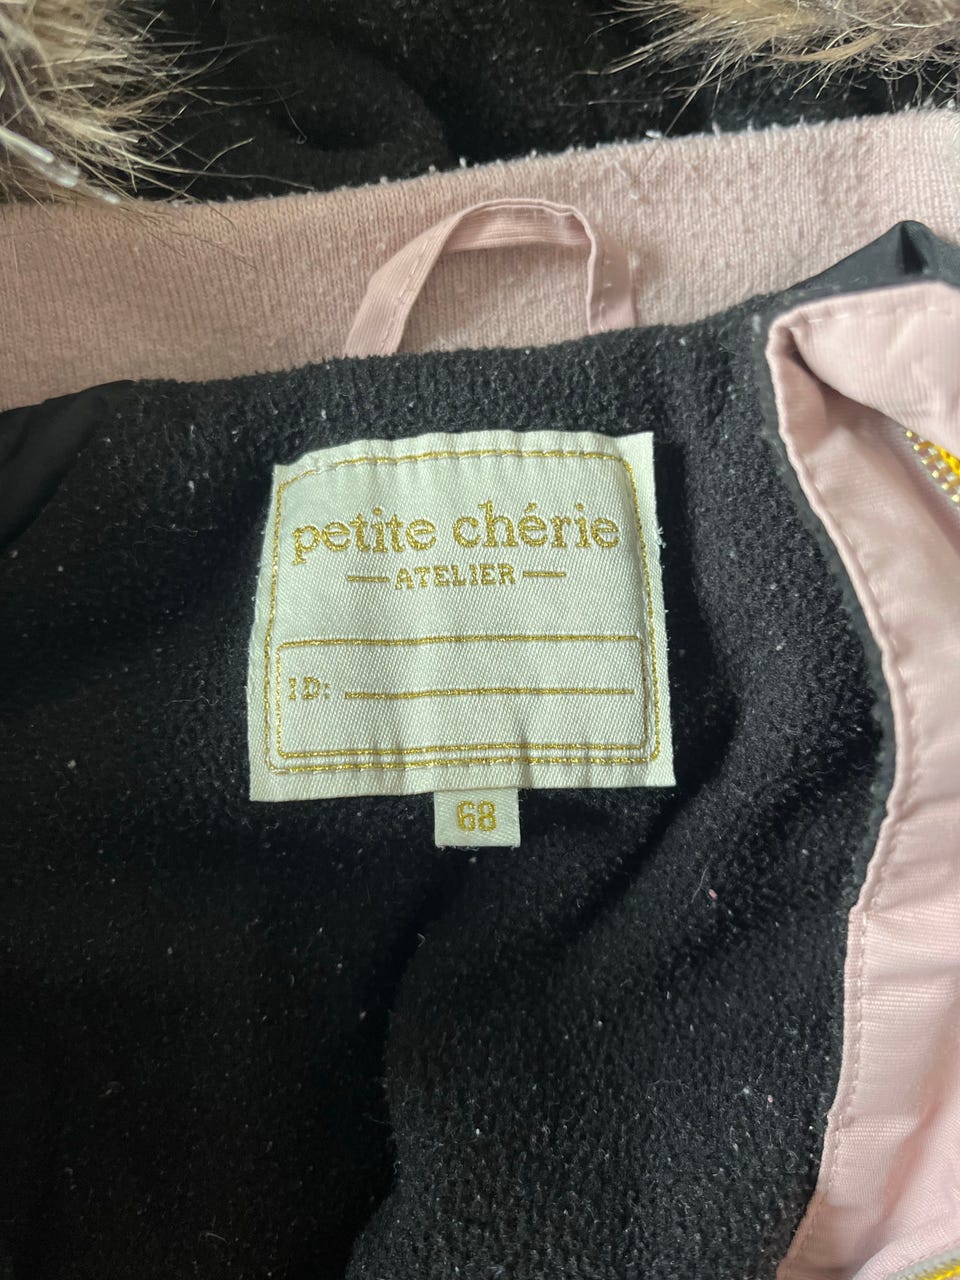 petite chérie
ATELIER
ID:
68